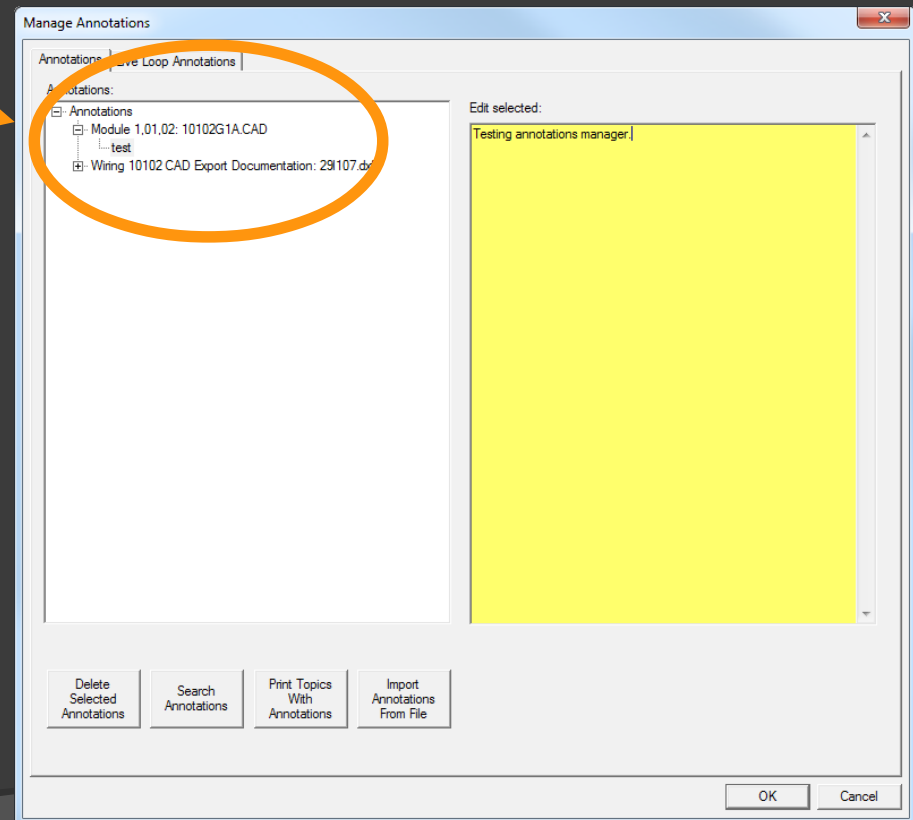 Manage Annotations
Annotations Live Loop Annotations
Annotations:
Annotations
Module 1,01,02: 10102G1A.CAD
test
Wiring 10102 CAD Export Documentation: 29I107.dxf
Edit selected:
Testing annotations manager.
Delete Selected Annotations
Search Annotations
Print Topics With Annotations
Import Annotations From File
OK Cancel